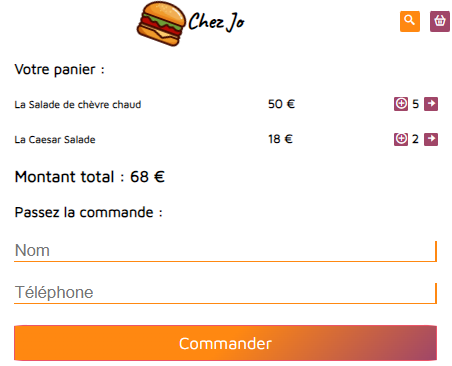 Chez Jo
Votre panier :
La Salade de chèvre chaud 50 € 5
La Caesar Salade 18 € 2
Montant total : 68 €
Passez la commande :
Nom
Téléphone
Commander